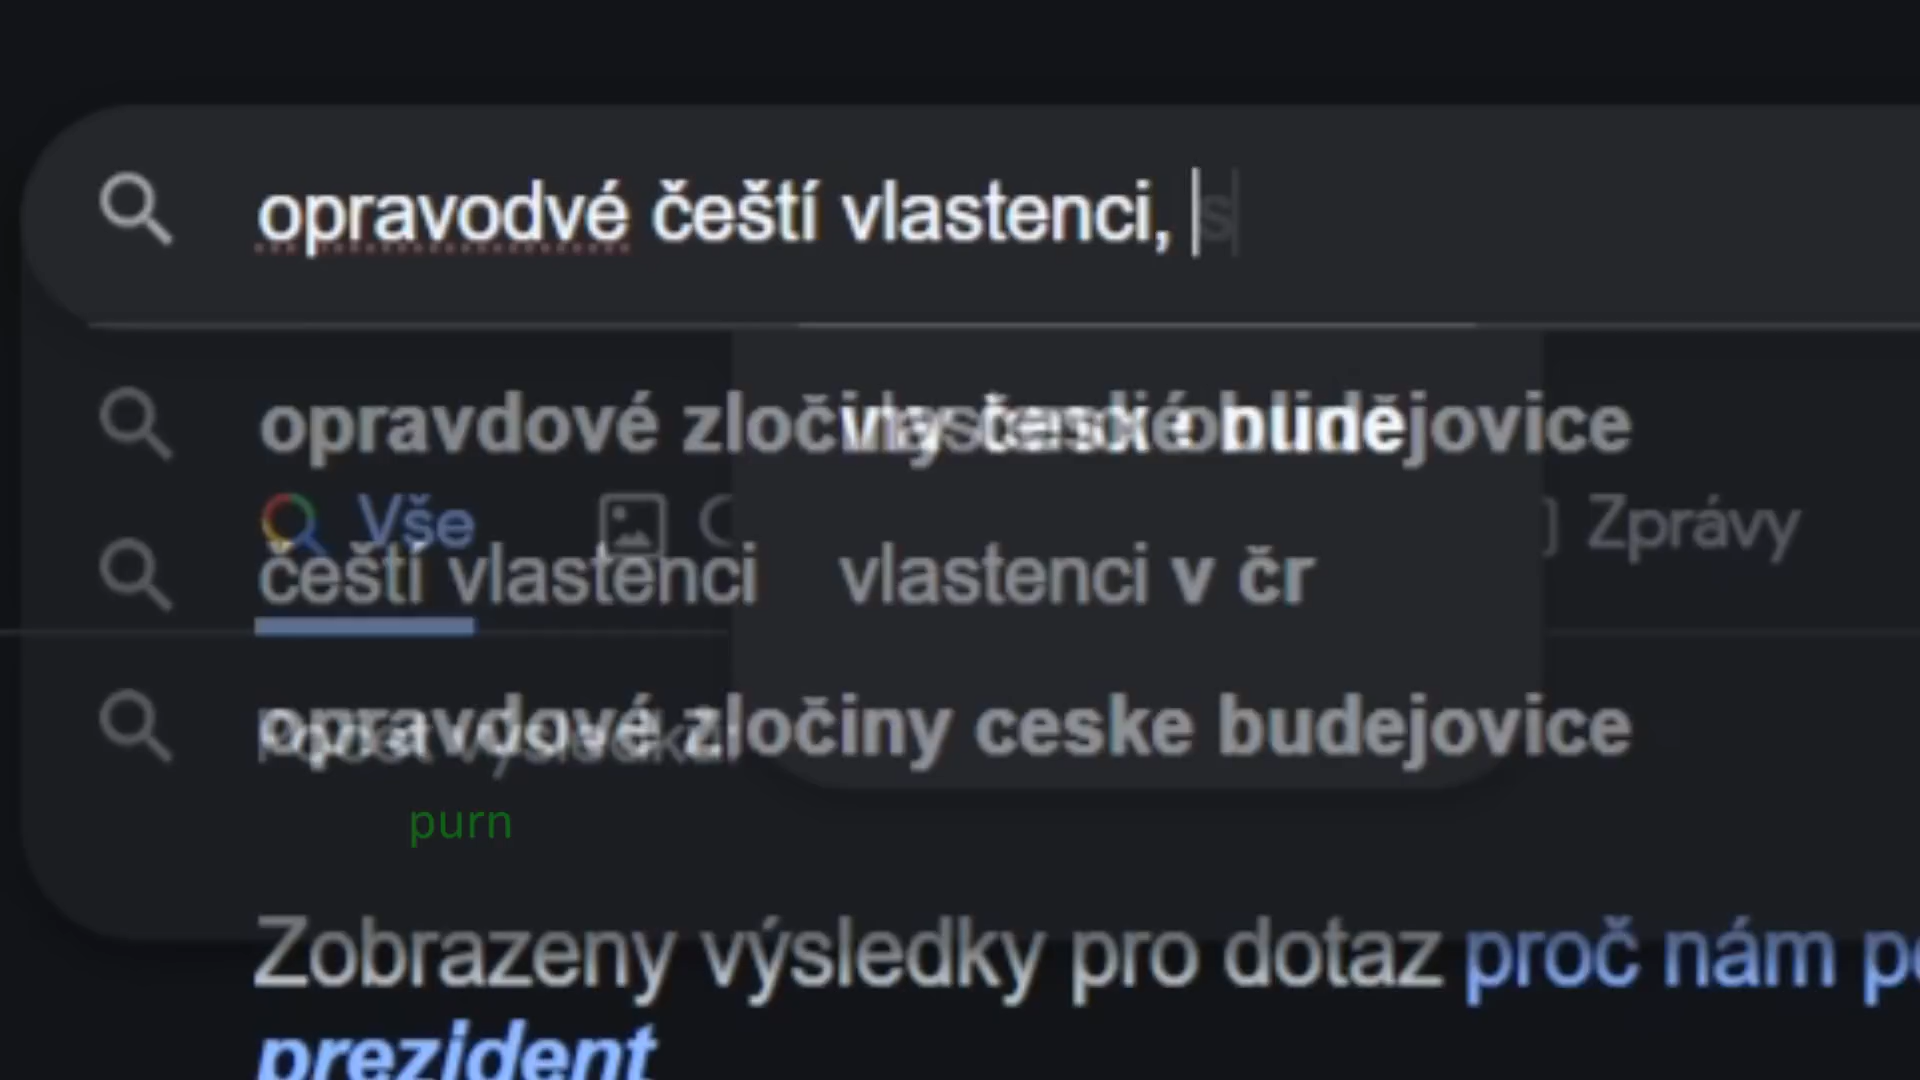 opravodvé čeští vlastenci, s
opravdové zločiny české budějovice
Vše
Zprávy
čeští vlastenci
vlastenci v čr
opravdové zločiny ceske budejovice
purn
Zobrazeny výsledky pro dotaz proč nám
prezident